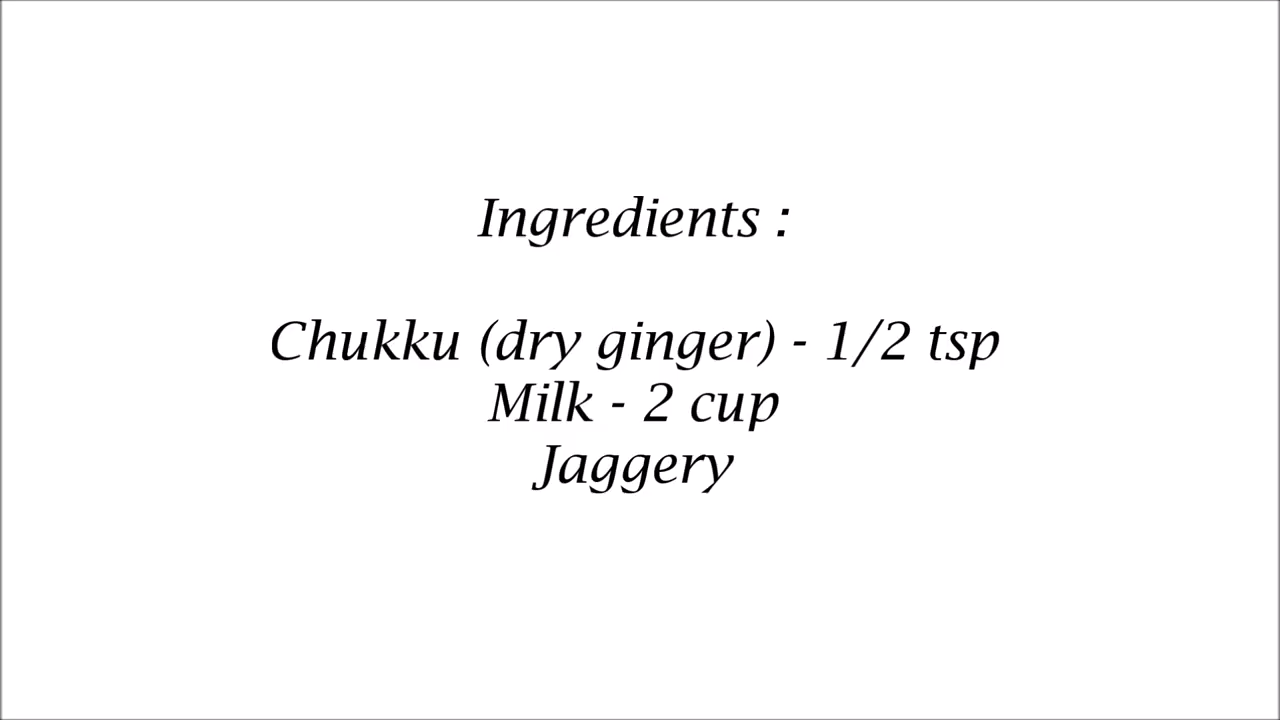 Ingredients :
Chukku (dry ginger) - 1/2 tsp
Milk - 2 cup
Jaggery